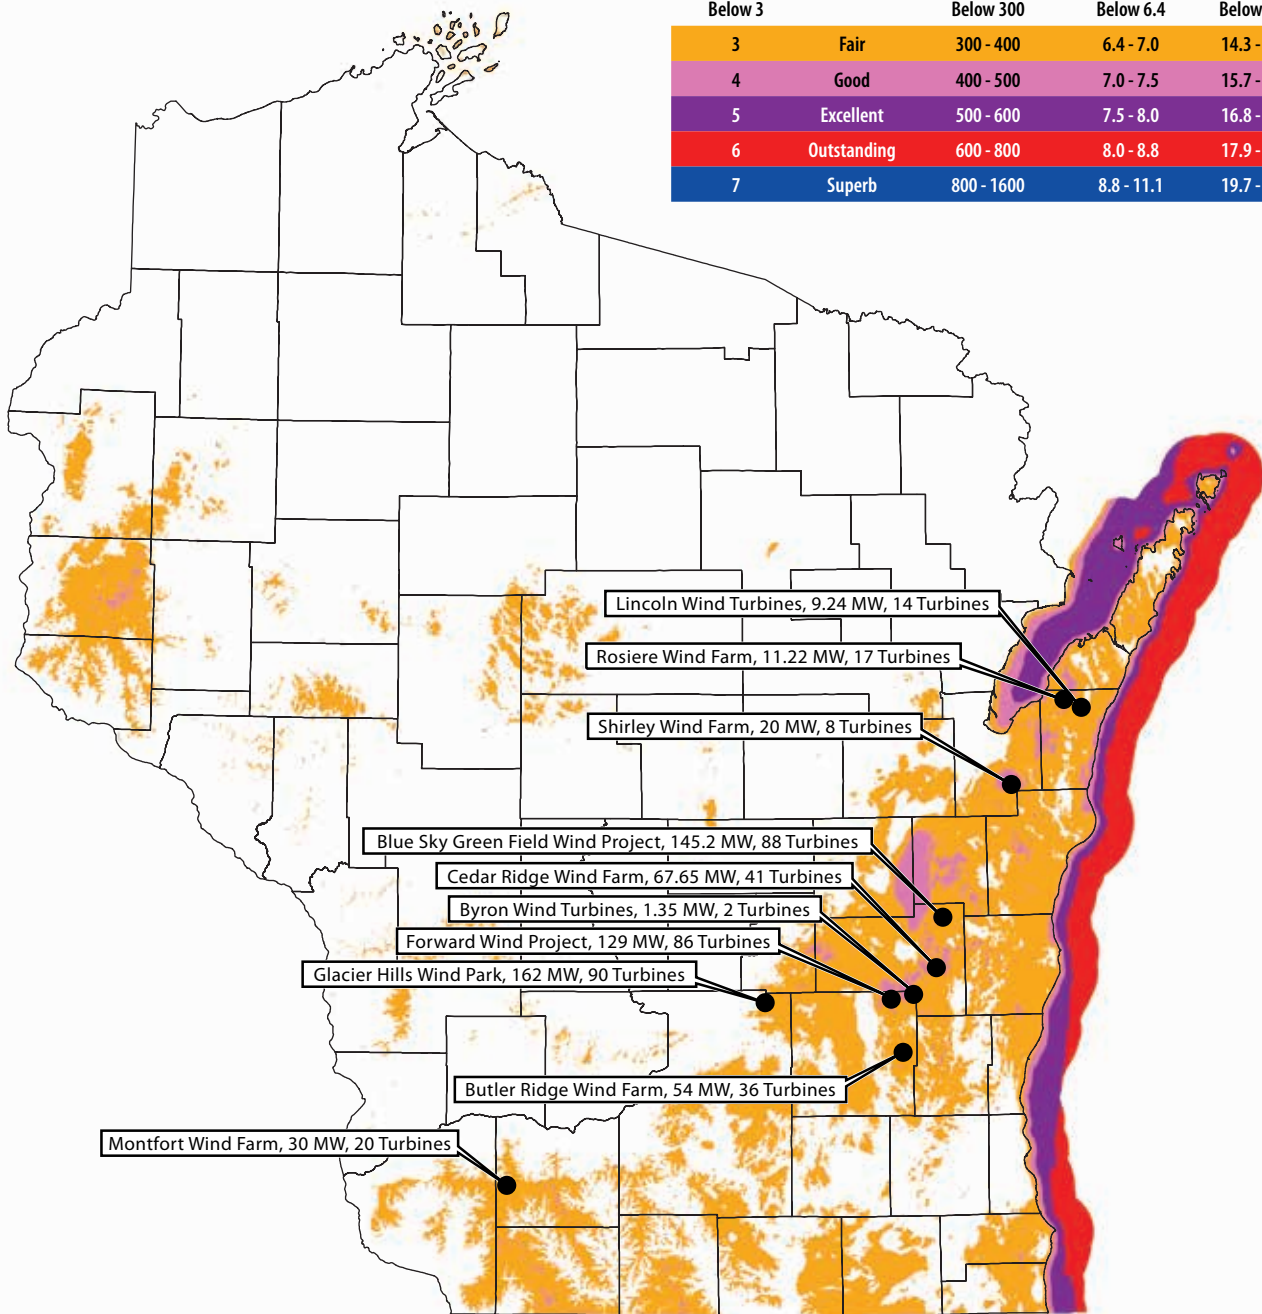 Below 3 Below 300 Below 6.4 Below
3 Fair 300 - 400 6.4 - 7.0 14.3 -
4 Good 400 - 500 7.0 - 7.5 15.7 -
5 Excellent 500 - 600 7.5 - 8.0 16.8 -
6 Outstanding 600 - 800 8.0 - 8.8 17.9 -
7 Superb 800 - 1600 8.8 - 11.1 19.7 -
Lincoln Wind Turbines, 9.24 MW, 14 Turbines
Rosiere Wind Farm, 11.22 MW, 17 Turbines
Shirley Wind Farm, 20 MW, 8 Turbines
Blue Sky Green Field Wind Project, 145.2 MW, 88 Turbines
Cedar Ridge Wind Farm, 67.65 MW, 41 Turbines
Byron Wind Turbines, 1.35 MW, 2 Turbines
Forward Wind Project, 129 MW, 86 Turbines
Glacier Hills Wind Park, 162 MW, 90 Turbines
Butler Ridge Wind Farm, 54 MW, 36 Turbines
Montfort Wind Farm, 30 MW, 20 Turbines